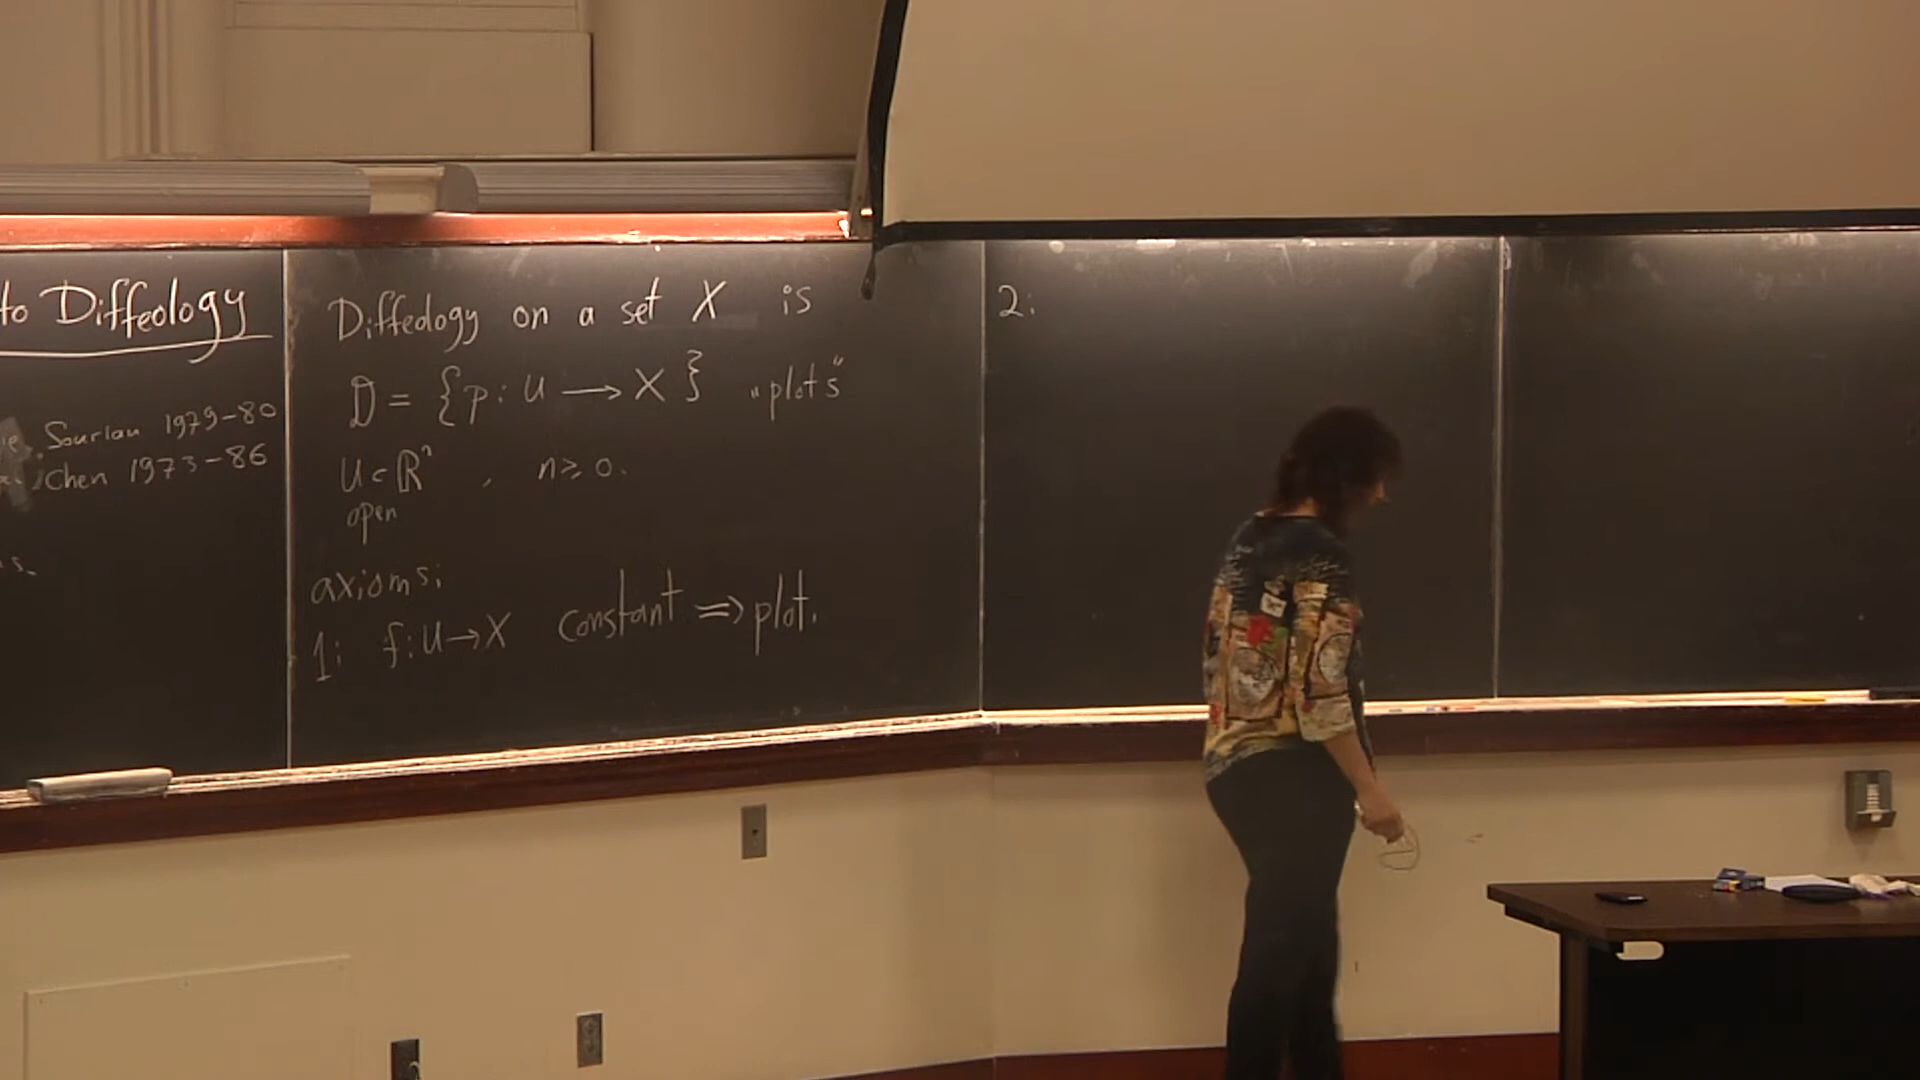 to Diffeology
Souriau 1979-80
Chen 1973-86
s.
Diffeology on a set X is
D = {p: U ⟶ X} "plots"
U ⊂ ℝⁿ, n ≥ 0.
open
axioms:
1: f: U → X constant ⇒ plot.
2: